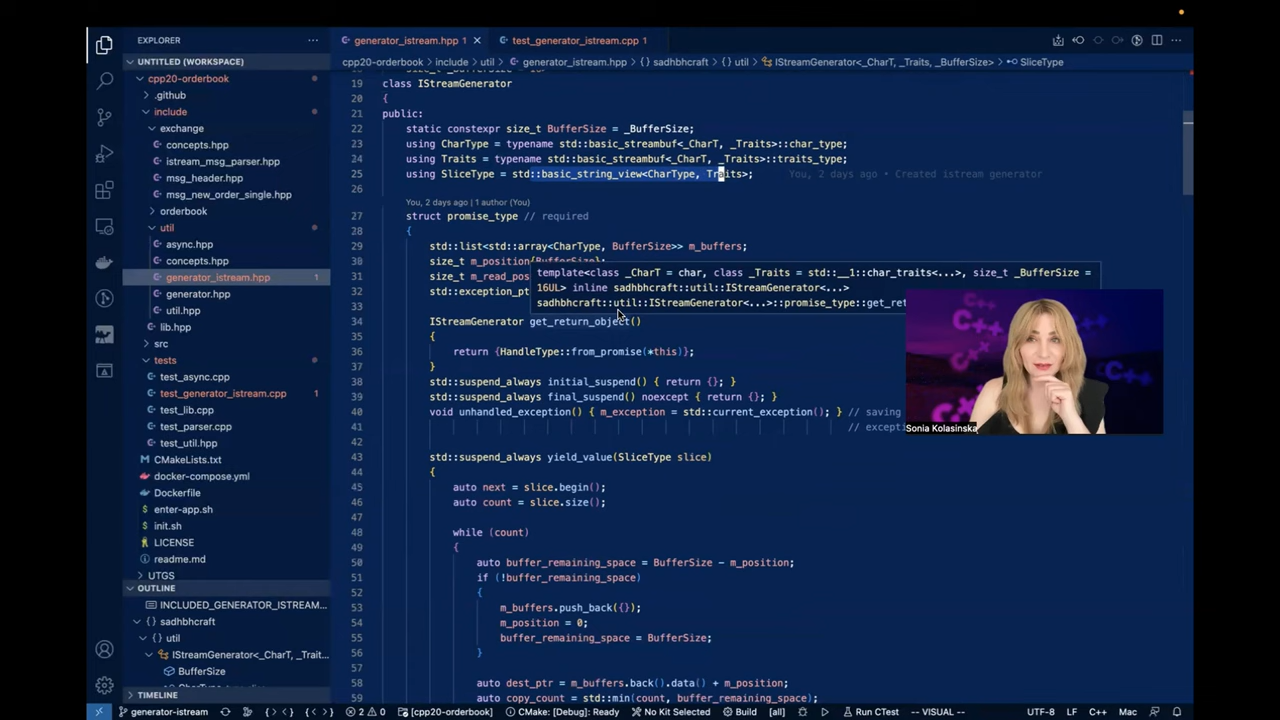 EXPLORER
UNTITLED (WORKSPACE)
cpp20-orderbook
.github
include
exchange
concepts.hpp
istream_msg_parser.hpp
msg_header.hpp
msg_new_order_single.hpp
orderbook
util
async.hpp
concepts.hpp
generator_istream.hpp 1
generator.hpp
util.hpp
lib.hpp
src
tests
test_async.cpp
test_generator_istream.cpp 1
test_lib.cpp
test_parser.cpp
test_util.cpp
CMakeLists.txt
docker-compose.yml
Dockerfile
enter-app.sh
init.sh
LICENSE
readme.md
UTGS
OUTLINE
INCLUDED_GENERATOR_ISTREAM...
sadhbhcraft
util
IStreamGenerator<_CharT, _Trait...
BufferSize
TIMELINE
generator_istream.hpp 1
test_generator_istream.cpp 1
cpp20-orderbook > include > util > generator_istream.hpp > {} sadhbhcraft > {} util > IStreamGenerator<_CharT, _Traits, _BufferSize> > SliceType
19 class IStreamGenerator
20 {
21 public:
22 static constexpr size_t BufferSize = _BufferSize;
23 using CharType = typename std::basic_streambuf<_CharT, _Traits>::char_type;
24 using Traits = typename std::basic_streambuf<_CharT, _Traits>::traits_type;
25 using SliceType = std::basic_string_view<CharType, Traits>; You, 2 days ago • Created istream generator
26
You, 2 days ago | 1 author (You)
27 struct promise_type // required
28 {
29 std::list<std::array<CharType, BufferSize>> m_buffers;
30 size_t m_position{BufferSize};
31 size_t m_read_pos
32 std::exception_pt
33
template<class _CharT = char, class _Traits = std::__1::char_traits<...>, size_t _BufferSize =
16UL> inline sadhbhcraft::util::IStreamGenerator<...>
sadhbhcraft::util::IStreamGenerator<...>::promise_type::get_ret
34 IStreamGenerator get_return_object()
35 {
36 return {HandleType::from_promise(*this)};
37 }
38 std::suspend_always initial_suspend() { return {}; }
39 std::suspend_always final_suspend() noexcept { return {}; }
40 void unhandled_exception() { m_exception = std::current_exception(); } // saving
41 // excepti
42
43 std::suspend_always yield_value(SliceType slice)
44 {
45 auto next = slice.begin();
46 auto count = slice.size();
47
48 while (count)
49 {
50 auto buffer_remaining_space = BufferSize - m_position;
51 if (!buffer_remaining_space)
52 {
53 m_buffers.push_back({});
54 m_position = 0;
55 buffer_remaining_space = BufferSize;
56 }
57
58 auto dest_ptr = m_buffers.back().data() + m_position;
59 auto copy_count = std::min(count, buffer_remaining_space);
Sonia Kolasinska
generator-istream 2 0 [cpp20-orderbook] CMake: [Debug]: Ready No Kit Selected Build [all] Run CTest -- VISUAL -- UTF-8 LF C++ Mac